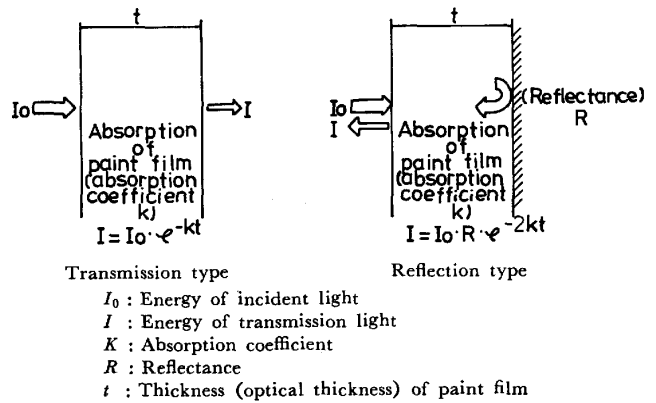 t
Io
I
Absorption
of
paint film
(absorption
coefficient
k)
I = Io · e^-kt
Transmission type
t
Io
I
(Reflectance)
R
Absorption
of
paint film
(absorption
coefficient
k)
I = Io · R · e^-2kt
Reflection type
I₀ : Energy of incident light
I : Energy of transmission light
K : Absorption coefficient
R : Reflectance
t : Thickness (optical thickness) of paint film